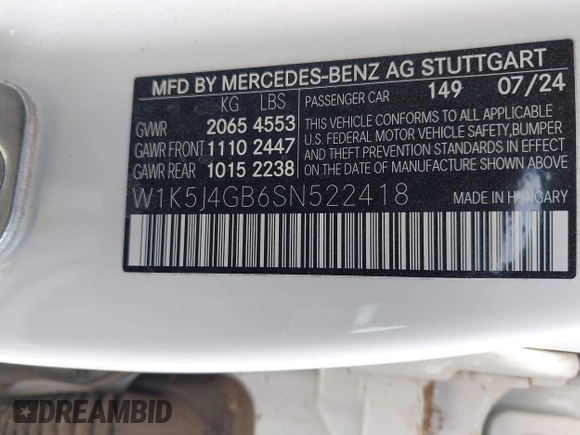 MFD BY MERCEDES-BENZ AG STUTTGART
KG LBS PASSENGER CAR 149 07/24
GVWR 2065 4553 THIS VEHICLE CONFORMS TO ALL APPLICABLE
GAWR FRONT 1110 2447 U.S. FEDERAL MOTOR VEHICLE SAFETY, BUMPER
GAWR REAR 1015 2238 AND THEFT PREVENTION STANDARDS IN EFFECT
ON THE DATE OF MANUFACTURE SHOWN ABOVE.
W1K5J4GB6SN522418 MADE IN HUNGARY
DREAMBID